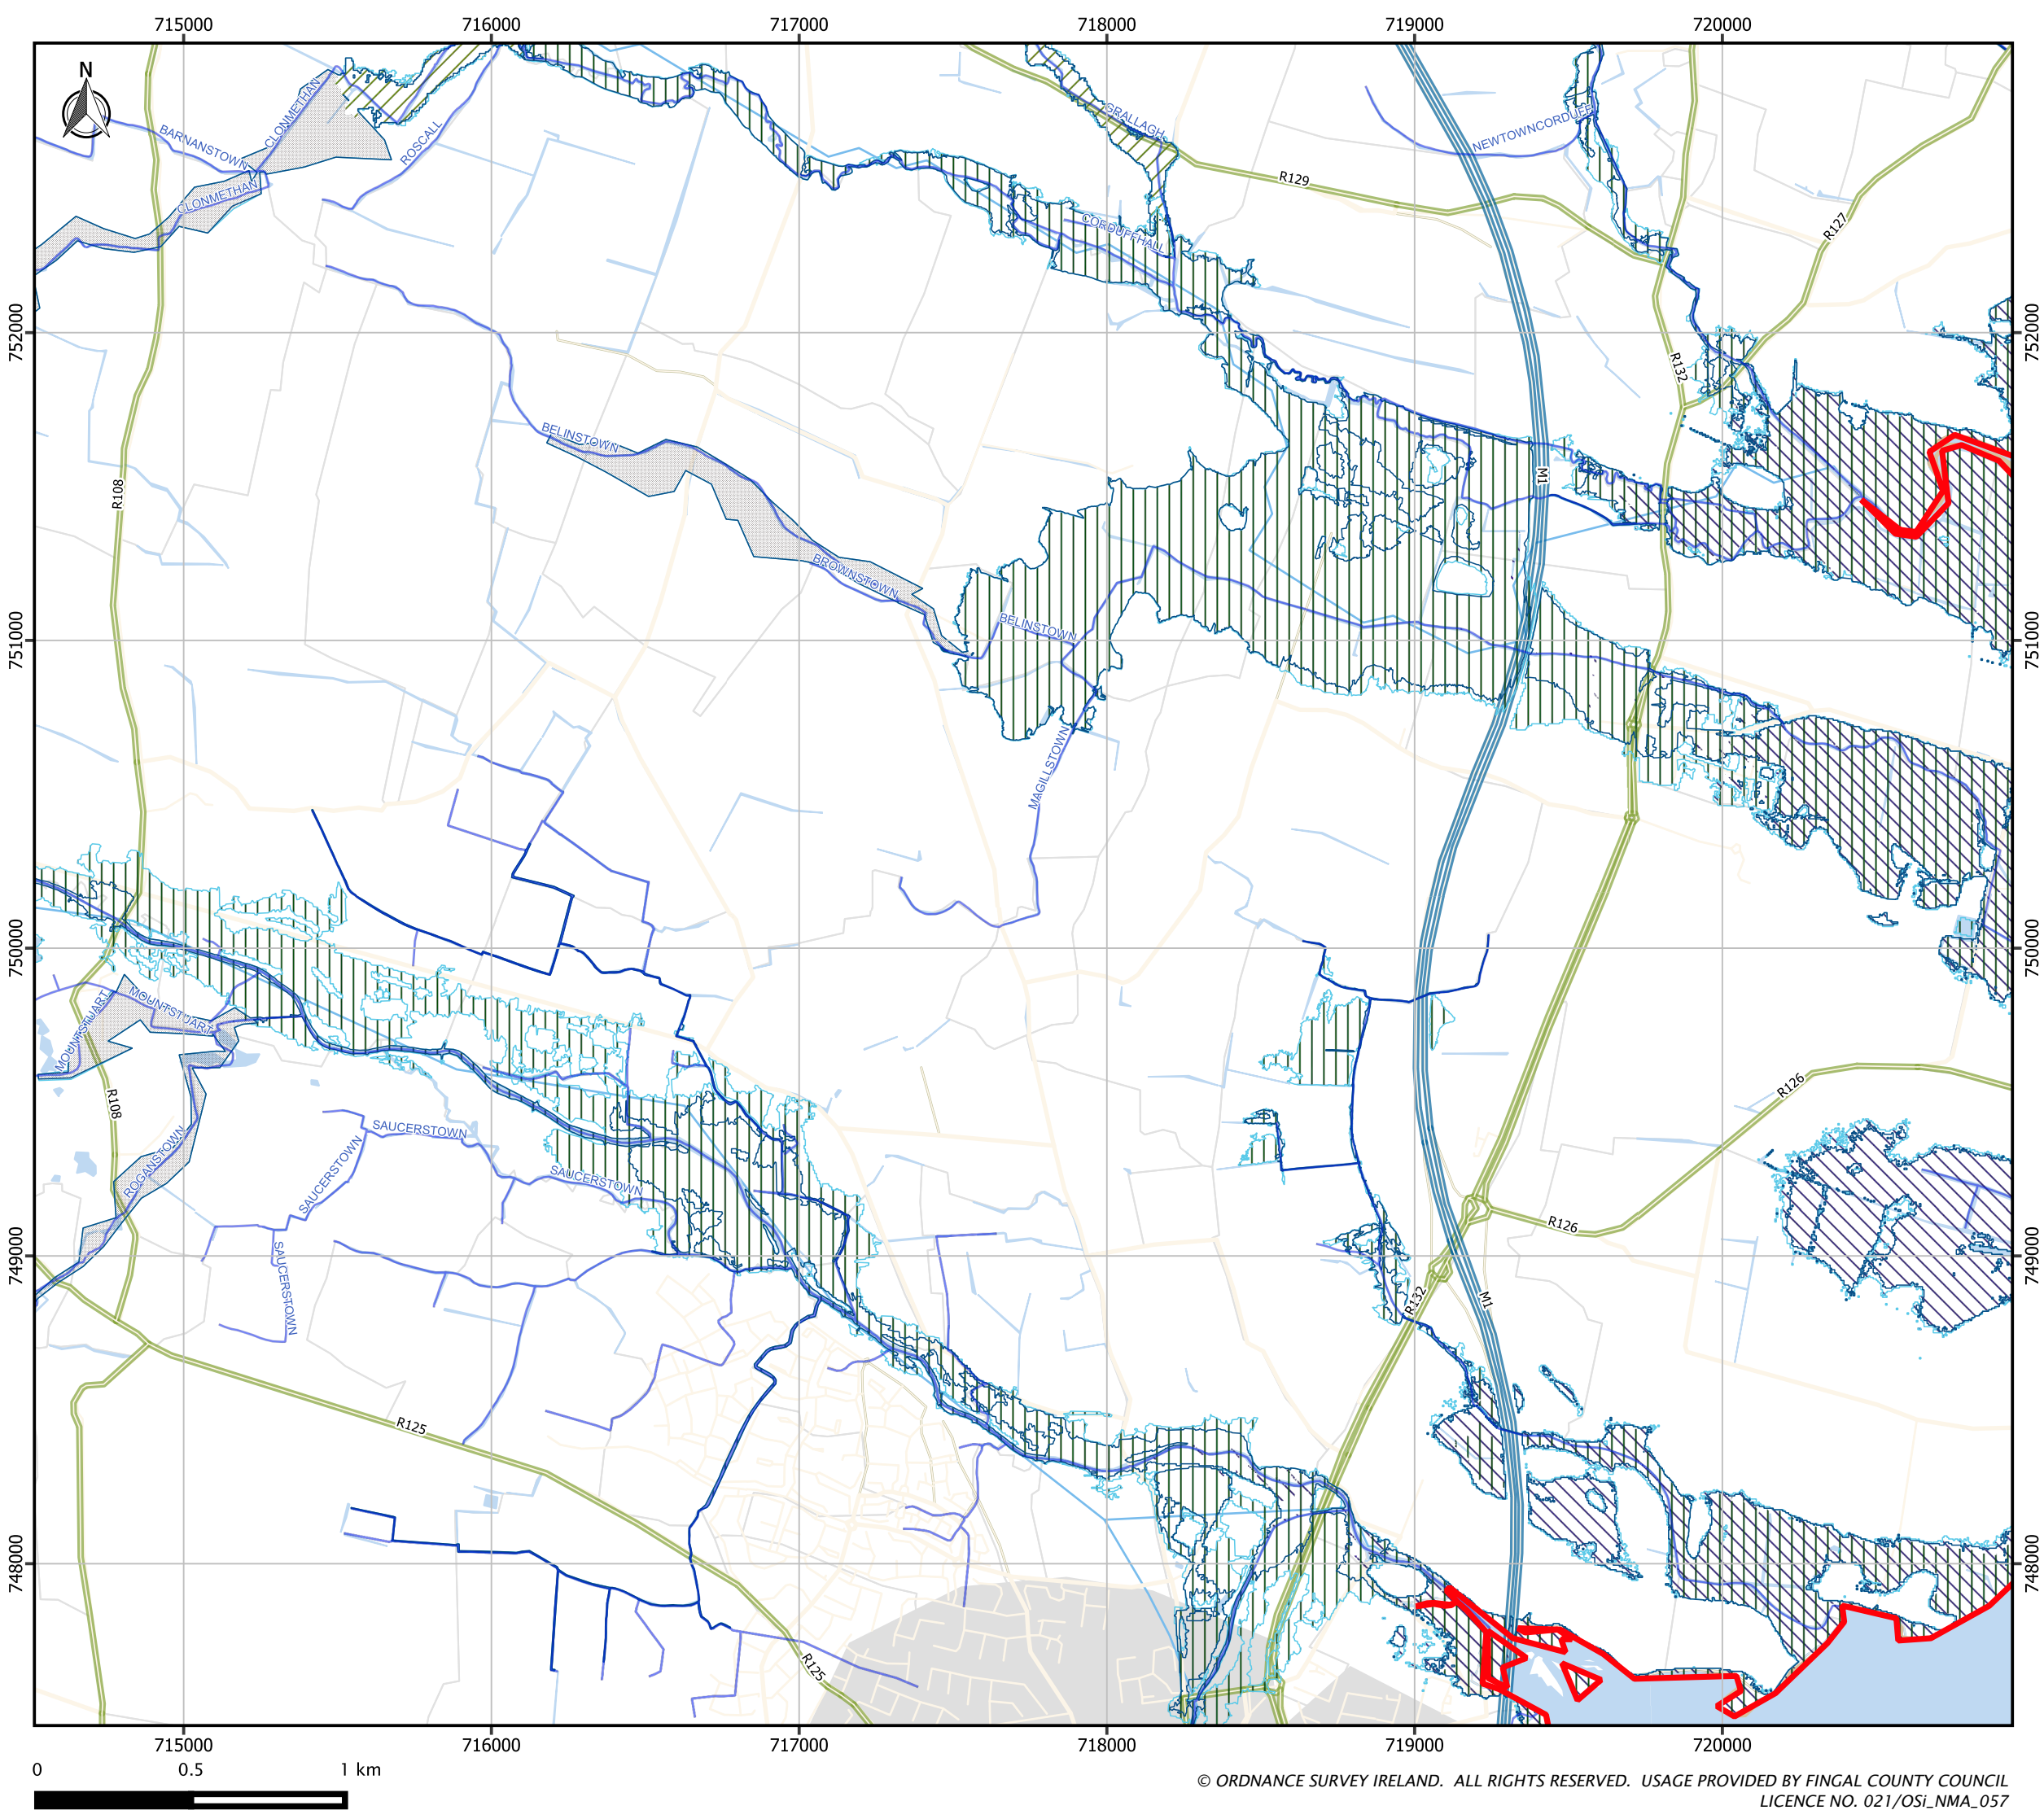 715000
716000
717000
718000
719000
720000
N
CLONMETHAN
BARNANSTOWN
ROSCALL
CLONMETHAN
GRALLAGH
NEWTOWNCORDUFF
R129
R127
CORDUFFHALL
752000
752000
R132
BELINSTOWN
R108
M1
BROWNSTOWN
BELINSTOWN
751000
751000
MAGILLSTOWN
750000
750000
MOUNTSTUART
MOUNTSTUART
R108
R126
SAUCERSTOWN
ROGANSTOWN
SAUCERSTOWN
SAUCERSTOWN
R126
749000
749000
SAUCERSTOWN
R132
M1
R125
748000
748000
R125
715000
716000
717000
718000
719000
720000
0 0.5 1 km
© ORDNANCE SURVEY IRELAND. ALL RIGHTS RESERVED. USAGE PROVIDED BY FINGAL COUNTY COUNCIL
LICENCE NO. 021/OSi_NMA_057